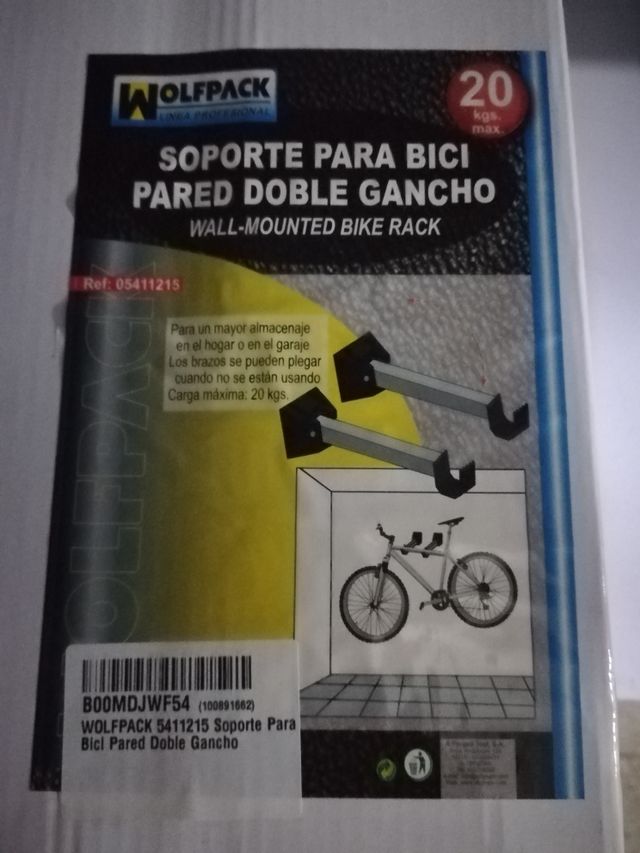 WOLFPACK
LINEA PROFESIONAL
20
kgs.
max.
SOPORTE PARA BICI
PARED DOBLE GANCHO
WALL-MOUNTED BIKE RACK
Ref: 05411215
Para un mayor almacenaje
en el hogar o en el garaje
Los brazos se pueden plegar
cuando no se están usando
Carga máxima: 20 kgs.
WOLFPACK
B00MDJWF54 (100891662)
WOLFPACK 5411215 Soporte Para
Bici Pared Doble Gancho